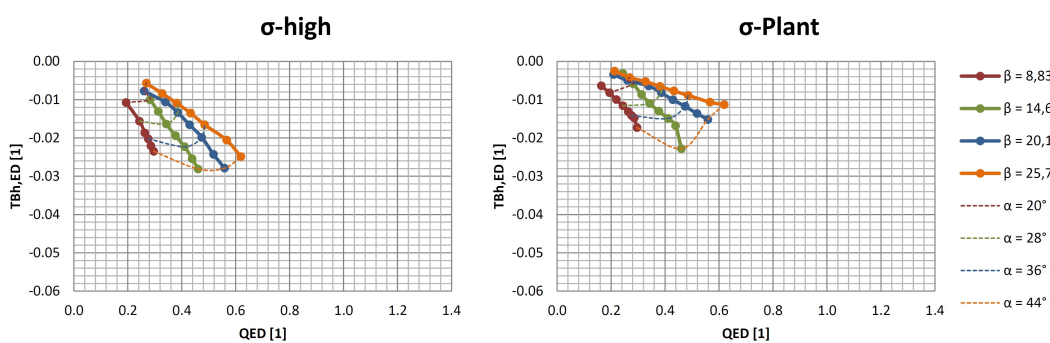 σ-high
0.00
-0.01
-0.02
-0.03
-0.04
-0.05
-0.06
TBh,ED [1]
0.0 0.2 0.4 0.6 0.8 1.0 1.2 1.4
QED [1]
σ-Plant
0.00
-0.01
-0.02
-0.03
-0.04
-0.05
-0.06
TBh,ED [1]
0.0 0.2 0.4 0.6 0.8 1.0 1.2 1.4
QED [1]
β = 8,83
β = 14,6
β = 20,1
β = 25,7
α = 20°
α = 28°
α = 36°
α = 44°